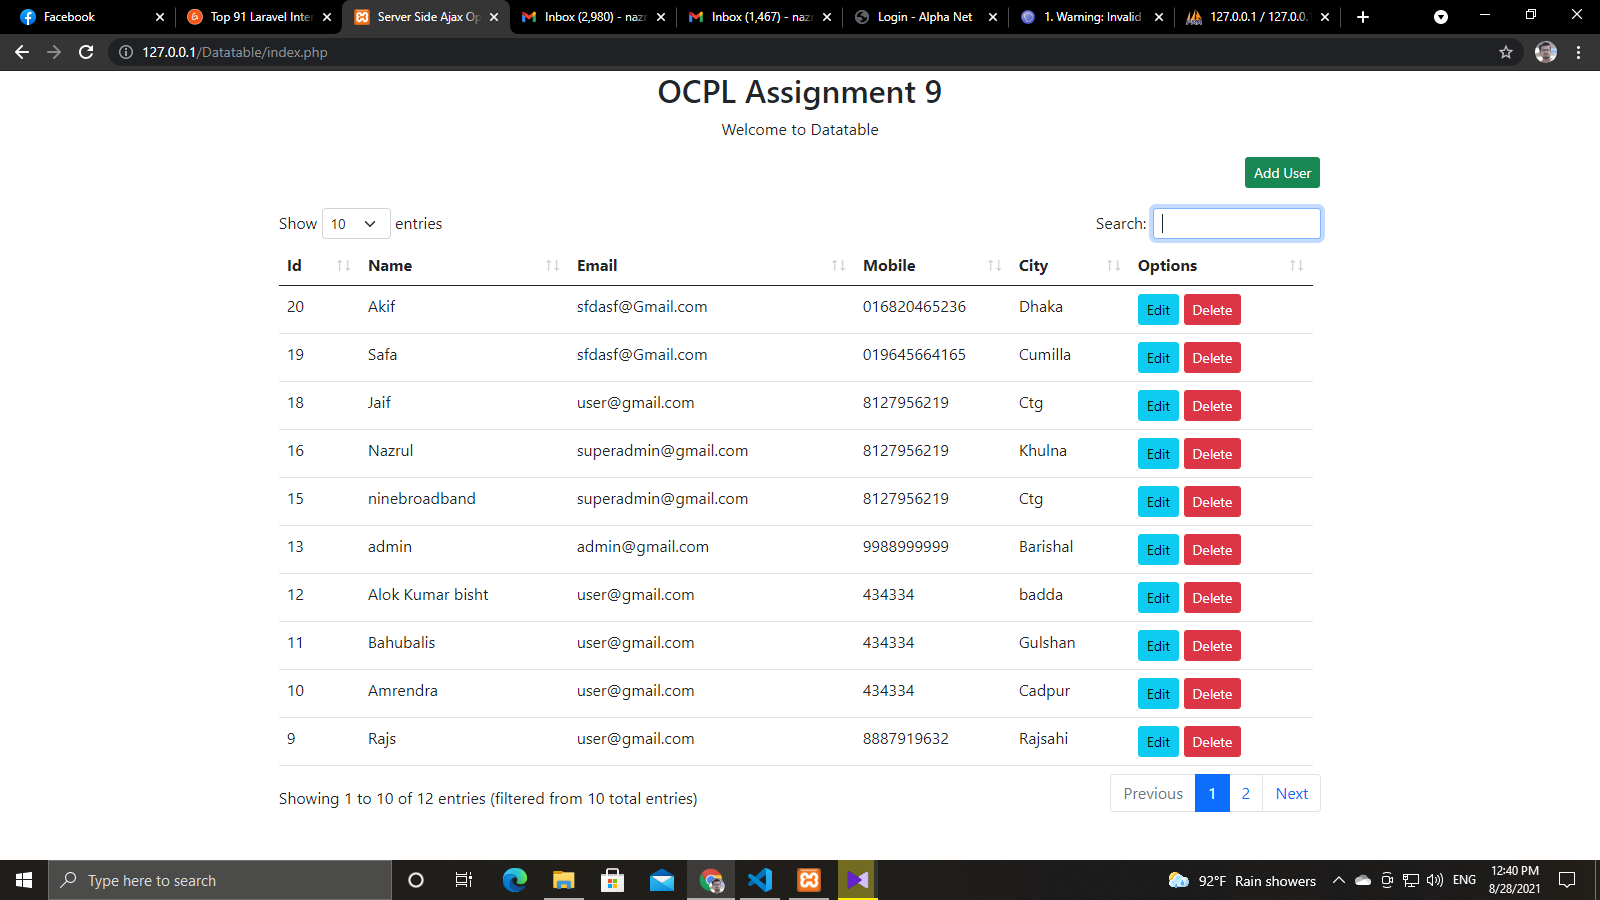 Facebook
Top 91 Laravel Inter
Server Side Ajax Op
Inbox (2,980) - nazr
Inbox (1,467) - nazr
Login - Alpha Net
1. Warning: Invalid
127.0.0.1 / 127.0.0.1
127.0.0.1/Datatable/index.php
OCPL Assignment 9
Welcome to Datatable
Add User
Show 10 entries Search:
Id Name Email Mobile City Options
20 Akif sfdasf@Gmail.com 016820465236 Dhaka Edit Delete
19 Safa sfdasf@Gmail.com 019645664165 Cumilla Edit Delete
18 Jaif user@gmail.com 8127956219 Ctg Edit Delete
16 Nazrul superadmin@gmail.com 8127956219 Khulna Edit Delete
15 ninebroadband superadmin@gmail.com 8127956219 Ctg Edit Delete
13 admin admin@gmail.com 9988999999 Barishal Edit Delete
12 Alok Kumar bisht user@gmail.com 434334 badda Edit Delete
11 Bahubalis user@gmail.com 434334 Gulshan Edit Delete
10 Amrendra user@gmail.com 434334 Cadpur Edit Delete
9 Rajs user@gmail.com 8887919632 Rajsahi Edit Delete
Showing 1 to 10 of 12 entries (filtered from 10 total entries) Previous 1 2 Next
Type here to search
92°F Rain showers
ENG
12:40 PM
8/28/2021